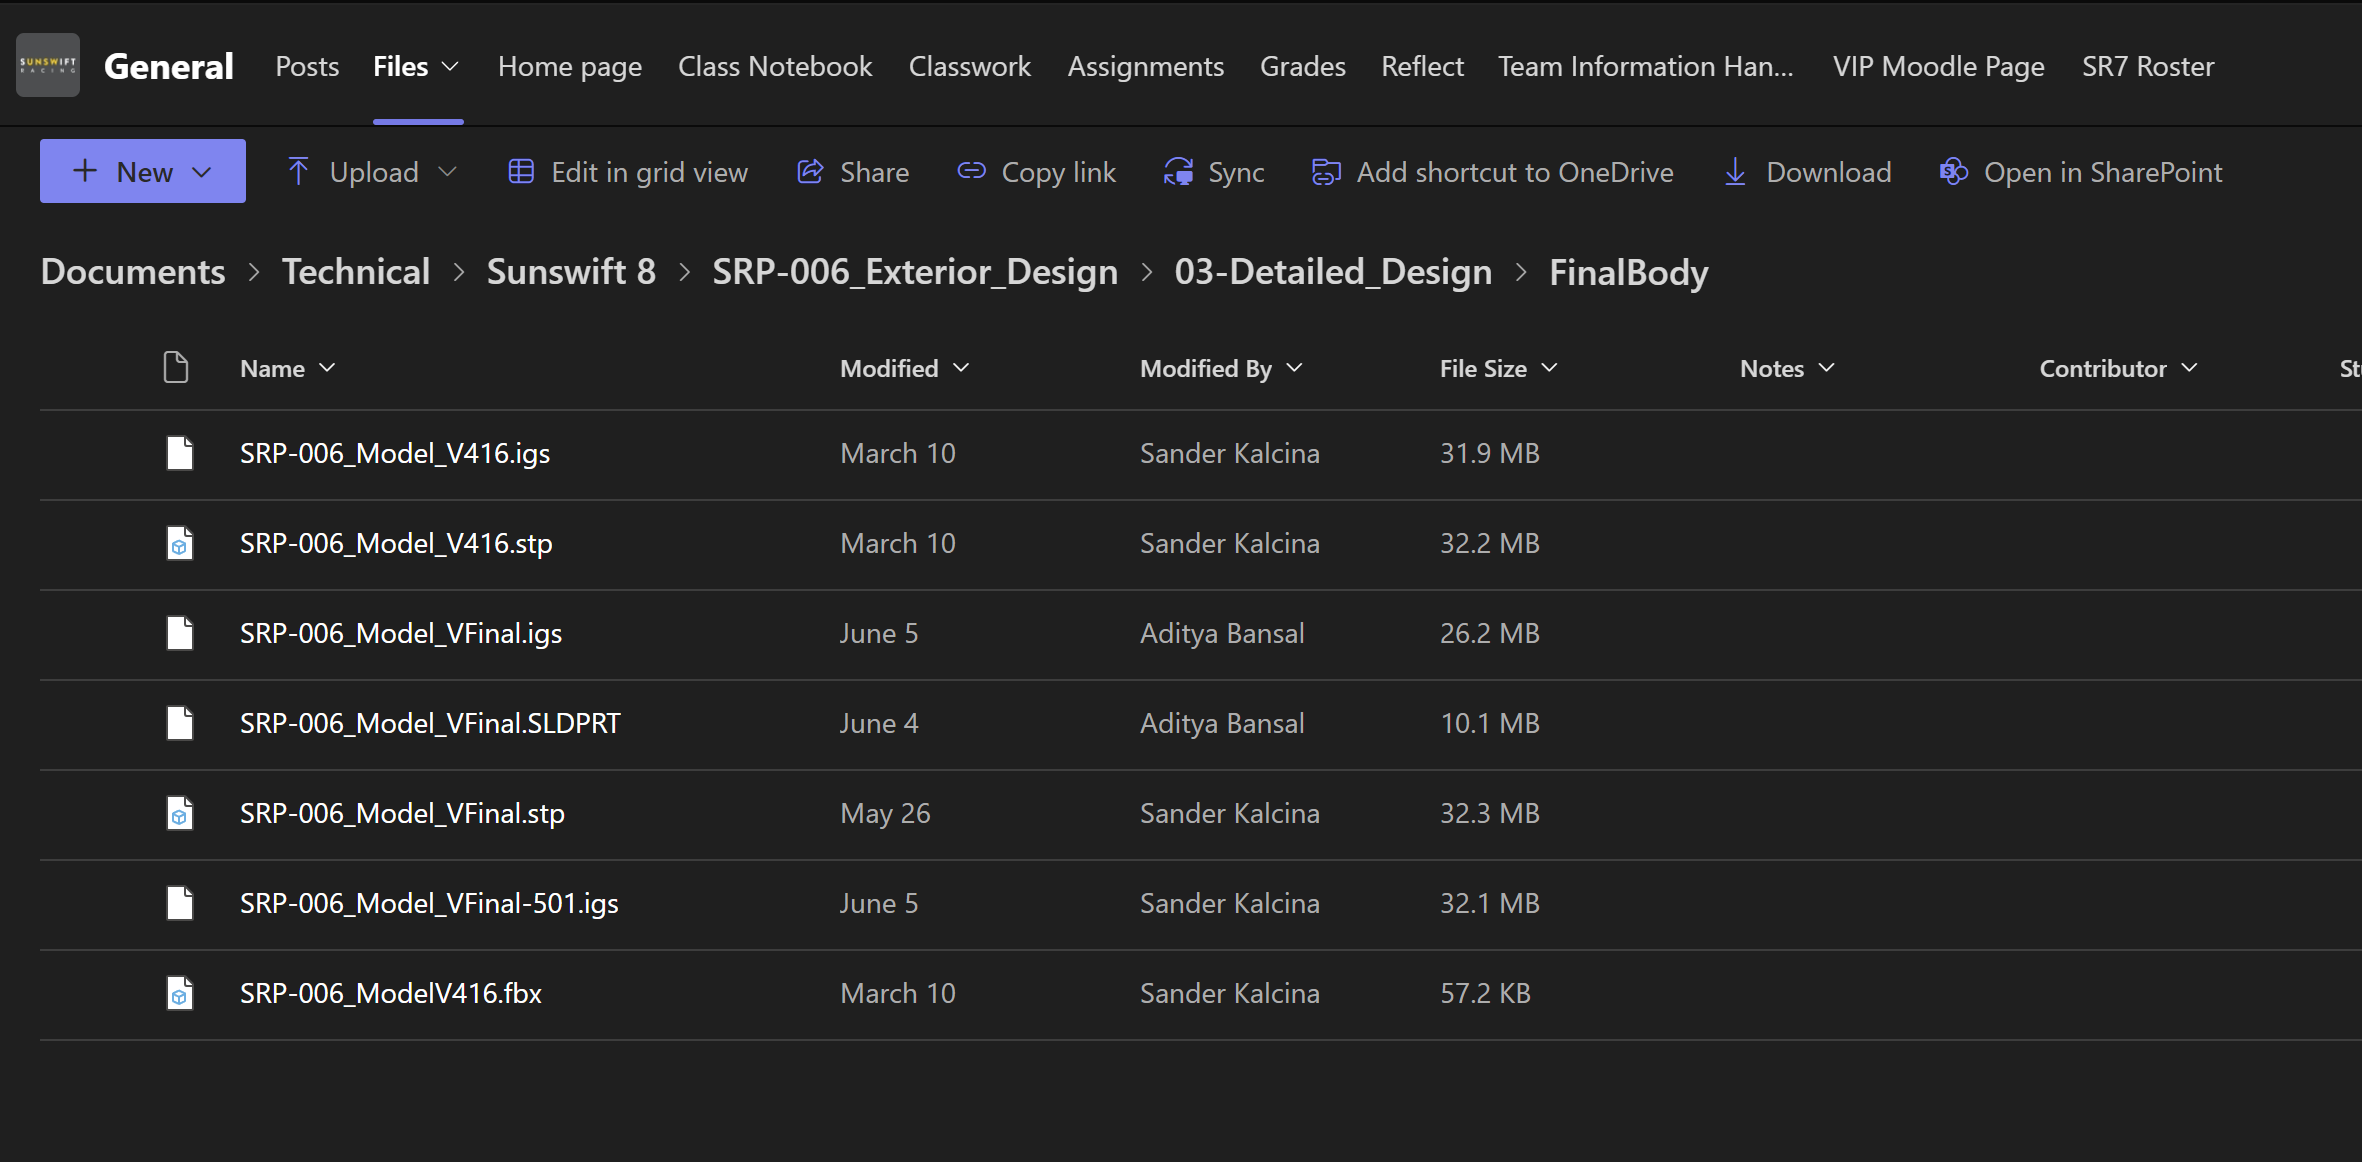 SUNSWIFT
RACING
General Posts Files Home page Class Notebook Classwork Assignments Grades Reflect Team Information Han... VIP Moodle Page SR7 Roster
New Upload Edit in grid view Share Copy link Sync Add shortcut to OneDrive Download Open in SharePoint
Documents > Technical > Sunswift 8 > SRP-006_Exterior_Design > 03-Detailed_Design > FinalBody
Name Modified Modified By File Size Notes Contributor St
SRP-006_Model_V416.igs March 10 Sander Kalcina 31.9 MB
SRP-006_Model_V416.stp March 10 Sander Kalcina 32.2 MB
SRP-006_Model_VFinal.igs June 5 Aditya Bansal 26.2 MB
SRP-006_Model_VFinal.SLDPRT June 4 Aditya Bansal 10.1 MB
SRP-006_Model_VFinal.stp May 26 Sander Kalcina 32.3 MB
SRP-006_Model_VFinal-501.igs June 5 Sander Kalcina 32.1 MB
SRP-006_ModelV416.fbx March 10 Sander Kalcina 57.2 KB